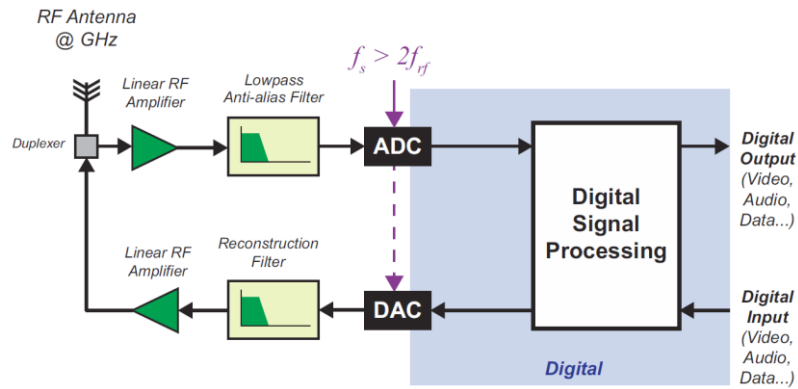 RF Antenna
@ GHz
Linear RF
Amplifier
Lowpass
Anti-alias Filter
fs > 2frf
Duplexer
ADC
Digital
Signal
Processing
Digital
Output
(Video,
Audio,
Data...)
Linear RF
Amplifier
Reconstruction
Filter
DAC
Digital
Input
(Video,
Audio,
Data...)
Digital